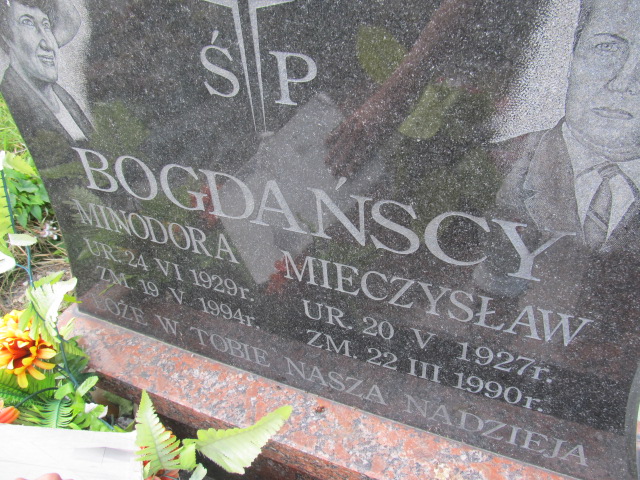 Ś P
BOGDAŃSCY
MINODORA
UR. 24 VI 1929r.
ZM. 19 V 1994r.
MIECZYSŁAW
UR. 20 V 1927r.
ZM. 22 III 1990r.
BOŻE W TOBIE NASZA NADZIEJA